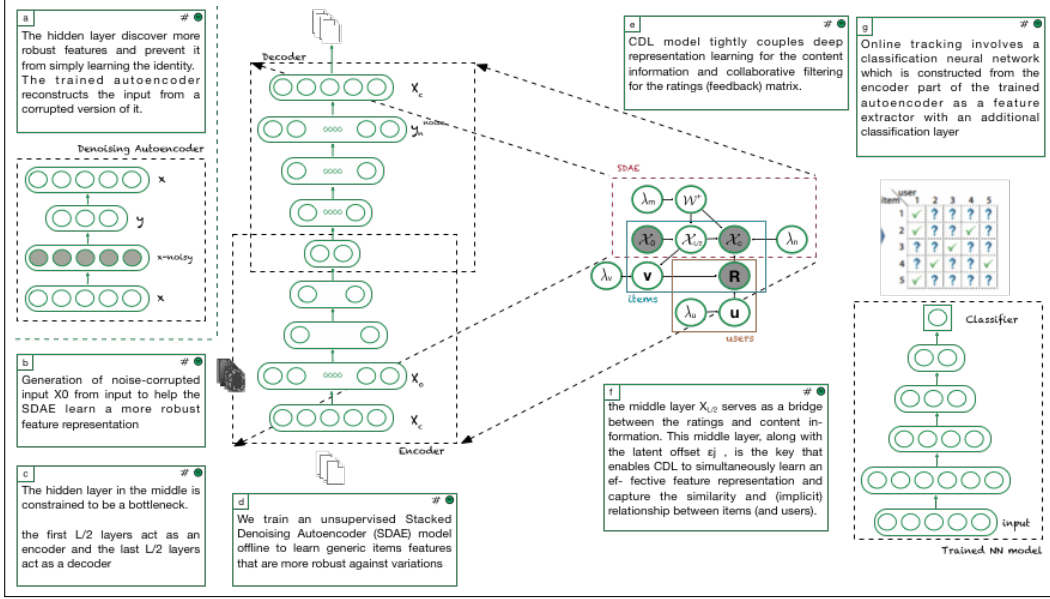 a
#
The hidden layer discover more
robust features and prevent it
from simply learning the identity.
The trained autoencoder
reconstructs the input from a
corrupted version of it.
Denoising Autoencoder
x
y
x-noisy
x
b
#
Generation of noise-corrupted
input X0 from input to help the
SDAE learn a more robust
feature representation
c
#
The hidden layer in the middle is
constrained to be a bottleneck.
the first L/2 layers act as an
encoder and the last L/2 layers
act as a decoder
Decoder
Xc
yn noise
X0
Xc
Encoder
d
#
We train an unsupervised Stacked
Denoising Autoencoder (SDAE) model
offline to learn generic items features
that are more robust against variations
e
#
CDL model tightly couples deep
representation learning for the content
information and collaborative filtering
for the ratings (feedback) matrix.
SDAE
λm W+
X0 XL/2 Xc λn
λv v R
items
λu u
users
f
#
the middle layer XL/2 serves as a bridge
between the ratings and content in-
formation. This middle layer, along with
the latent offset εj , is the key that
enables CDL to simultaneously learn an
ef- fective feature representation and
capture the similarity and (implicit)
relationship between items (and users).
g
#
Online tracking involves a
classification neural network
which is constructed from the
encoder part of the trained
autoencoder as a feature
extractor with an additional
classification layer
user
item 1 2 3 4 5
1 ✓ ? ? ? ?
2 ✓ ? ? ✓ ?
3 ? ? ✓ ? ?
4 ? ✓ ? ? ✓
5 ✓ ? ? ? ?
Classifier
input
Trained NN model